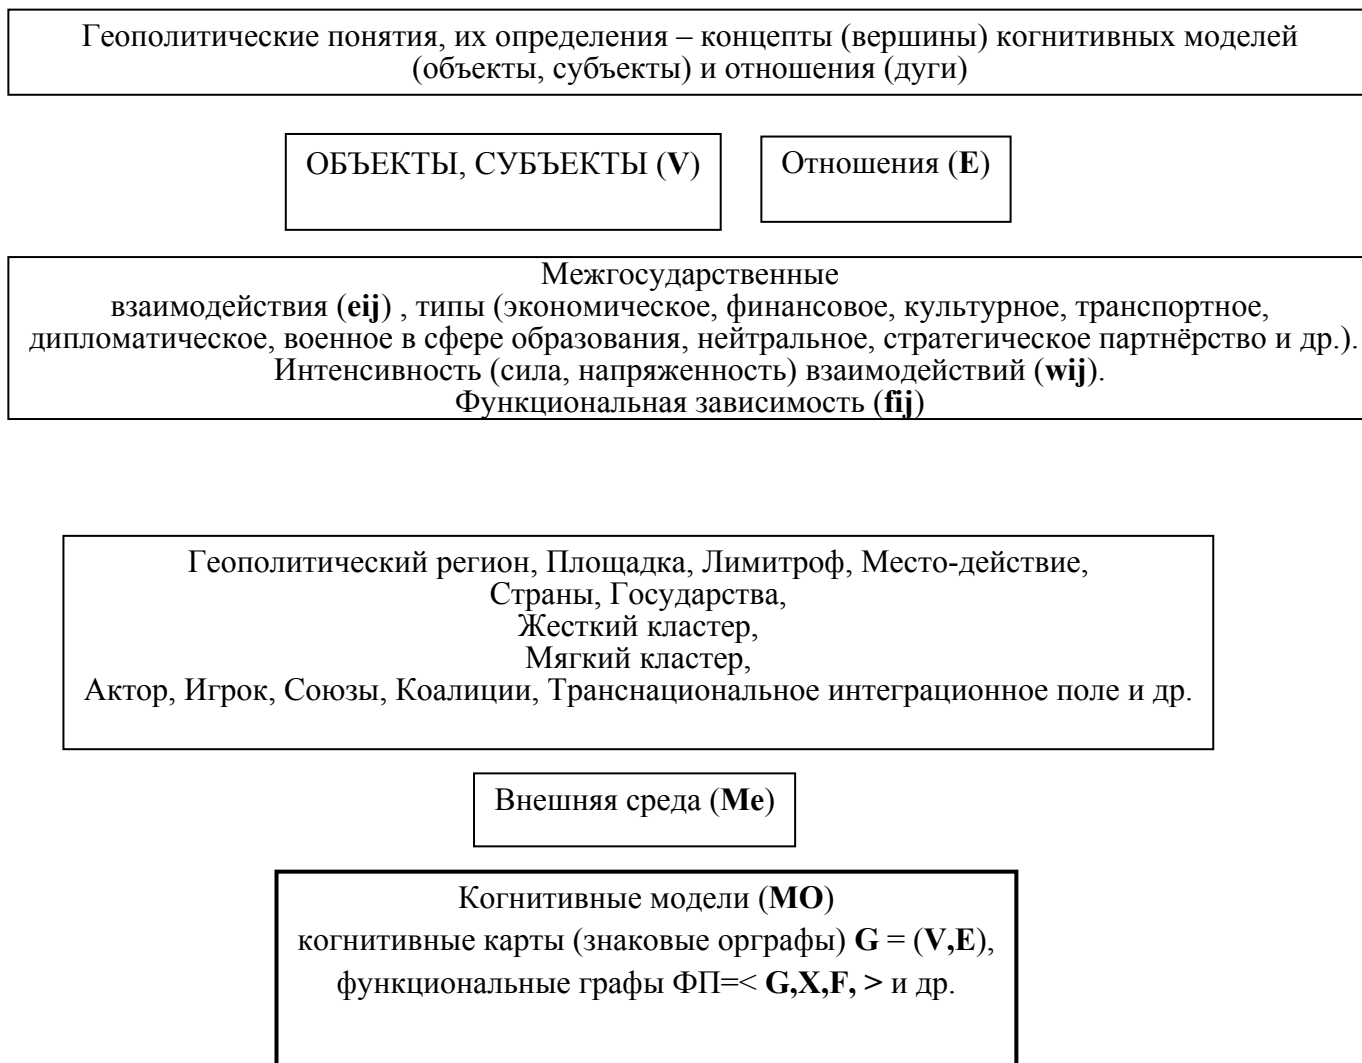 Геополитические понятия, их определения – концепты (вершины) когнитивных моделей
(объекты, субъекты) и отношения (дуги)
ОБЪЕКТЫ, СУБЪЕКТЫ (V)
Отношения (E)
Межгосударственные
взаимодействия (eij) , типы (экономическое, финансовое, культурное, транспортное,
дипломатическое, военное в сфере образования, нейтральное, стратегическое партнёрство и др.).
Интенсивность (сила, напряженность) взаимодействий (wij).
Функциональная зависимость (fij)
Геополитический регион, Площадка, Лимитроф, Место-действие,
Страны, Государства,
Жесткий кластер,
Мягкий кластер,
Актор, Игрок, Союзы, Коалиции, Транснациональное интеграционное поле и др.
Внешняя среда (Me)
Когнитивные модели (MO)
когнитивные карты (знаковые орграфы) G = (V,E),
функциональные графы ФП=< G,X,F, > и др.